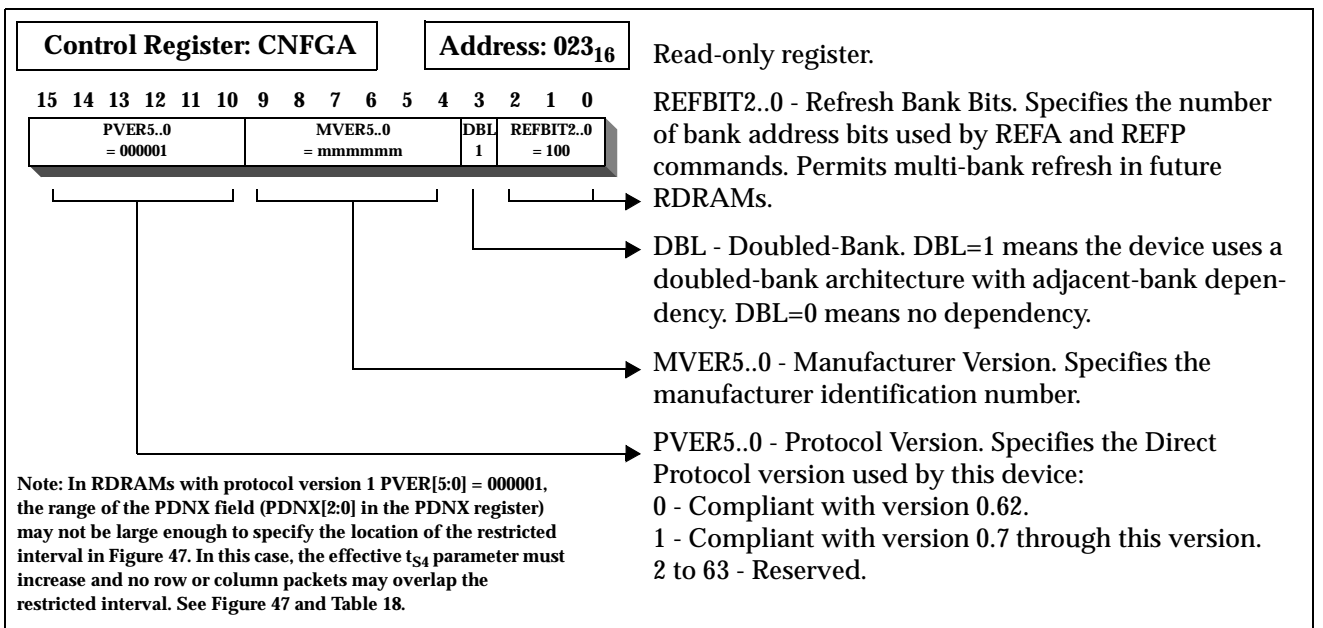 Control Register: CNFGA
Address: 023₁₆
15 14 13 12 11 10 9 8 7 6 5 4 3 2 1 0
PVER5..0 MVER5..0 DBL REFBIT2..0
= 000001 = mmmmmm 1 = 100
Read-only register.
REFBIT2..0 - Refresh Bank Bits. Specifies the number
of bank address bits used by REFA and REFP
commands. Permits multi-bank refresh in future
RDRAMs.
DBL - Doubled-Bank. DBL=1 means the device uses a
doubled-bank architecture with adjacent-bank depen-
dency. DBL=0 means no dependency.
MVER5..0 - Manufacturer Version. Specifies the
manufacturer identification number.
PVER5..0 - Protocol Version. Specifies the Direct
Protocol version used by this device:
0 - Compliant with version 0.62.
1 - Compliant with version 0.7 through this version.
2 to 63 - Reserved.
Note: In RDRAMs with protocol version 1 PVER[5:0] = 000001,
the range of the PDNX field (PDNX[2:0] in the PDNX register)
may not be large enough to specify the location of the restricted
interval in Figure 47. In this case, the effective tS4 parameter must
increase and no row or column packets may overlap the
restricted interval. See Figure 47 and Table 18.